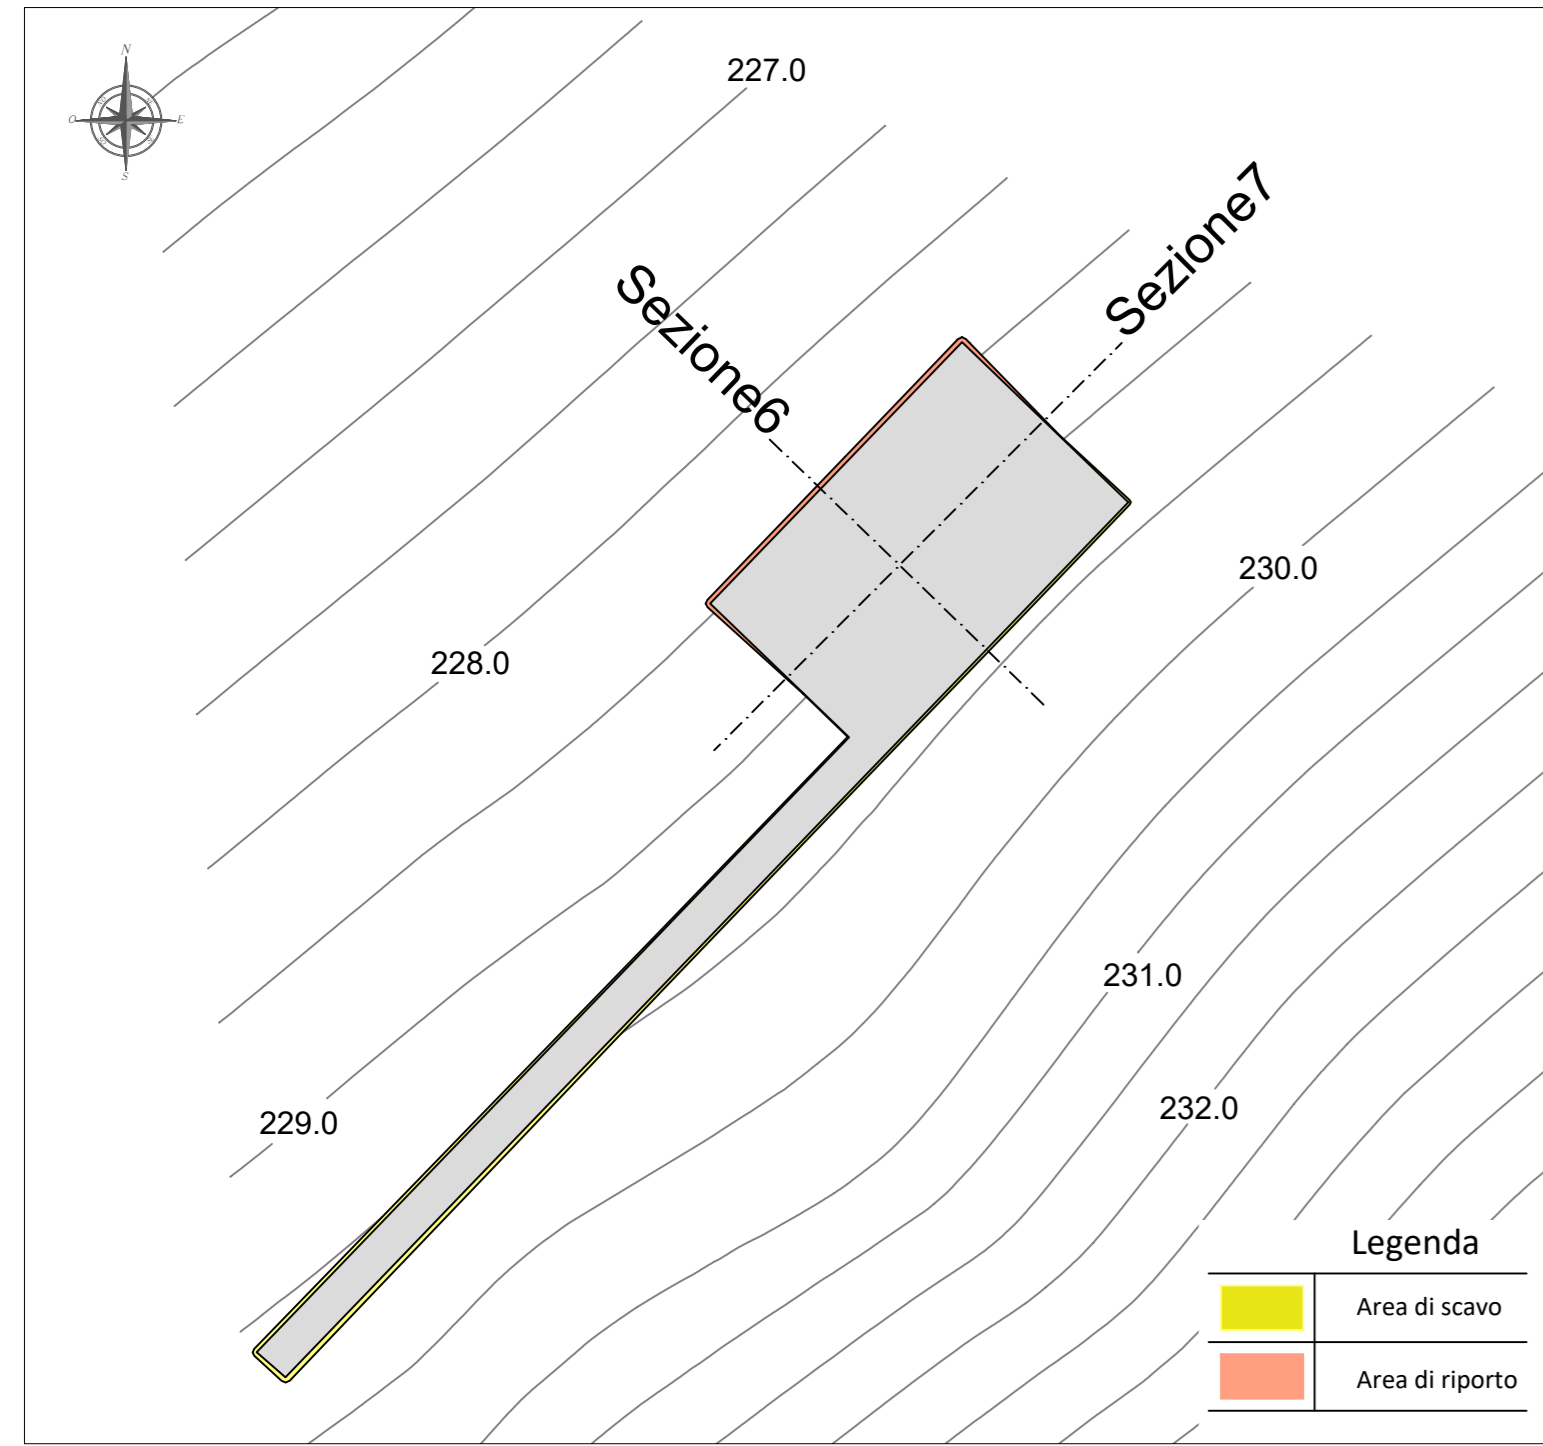 N
O
E
S
227.0
Sezione7
Sezione6
230.0
228.0
231.0
232.0
229.0
Legenda
Area di scavo
Area di riporto